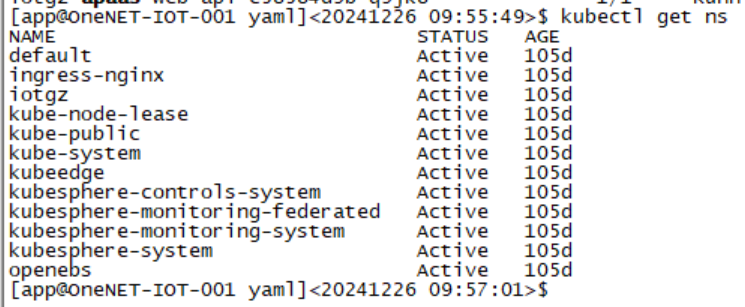 [app@OneNET-IOT-001 yaml]<20241226 09:55:49>$ kubectl get ns
NAME STATUS AGE
default Active 105d
ingress-nginx Active 105d
iotgz Active 105d
kube-node-lease Active 105d
kube-public Active 105d
kube-system Active 105d
kubeedge Active 105d
kubesphere-controls-system Active 105d
kubesphere-monitoring-federated Active 105d
kubesphere-monitoring-system Active 105d
kubesphere-system Active 105d
openebs Active 105d
[app@OneNET-IOT-001 yaml]<20241226 09:57:01>$